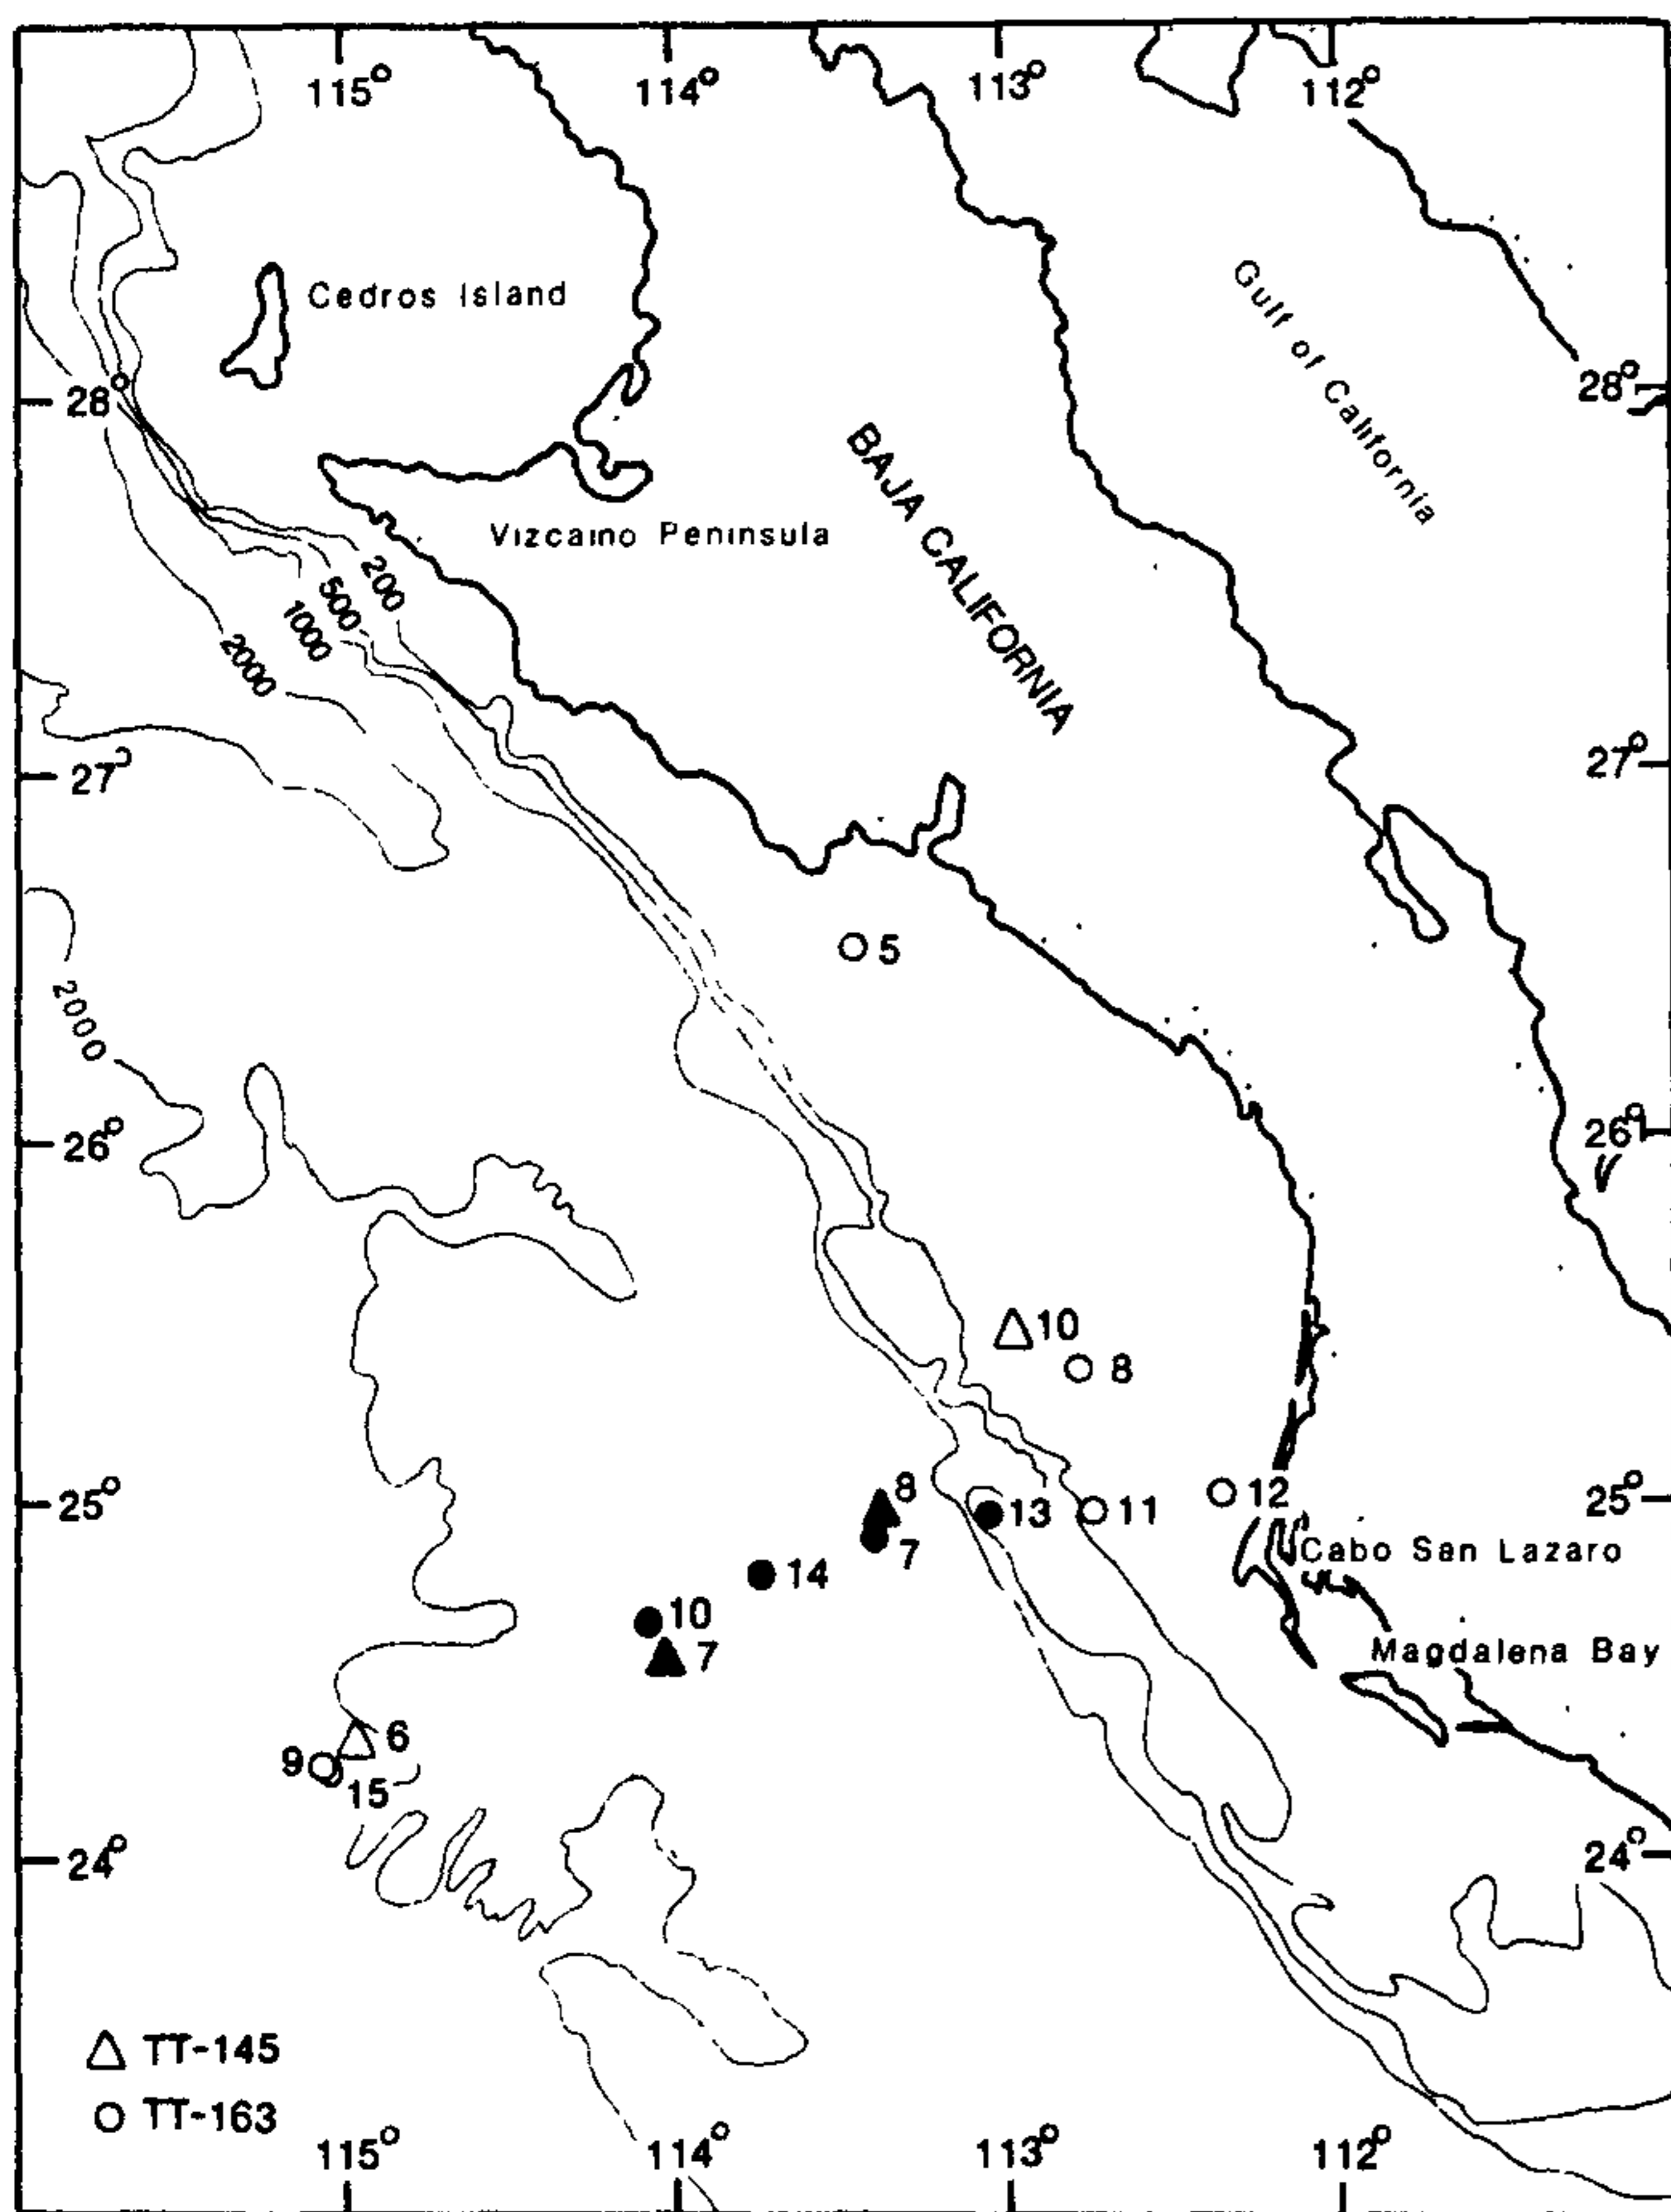 115° 114° 113° 112°
Cedros Island
Gulf of California
28 28°
BAJA CALIFORNIA
Vizcaino Peninsula
200
500
1000
2000
27° 27°
5
2000
26° 26°
10
8
8
25° 13 11 12 25°
7
Cabo San Lazaro
14
10
7
Magdalena Bay
6
9
15
24° 24°
TT-145
TT-163
115° 114° 113° 112°